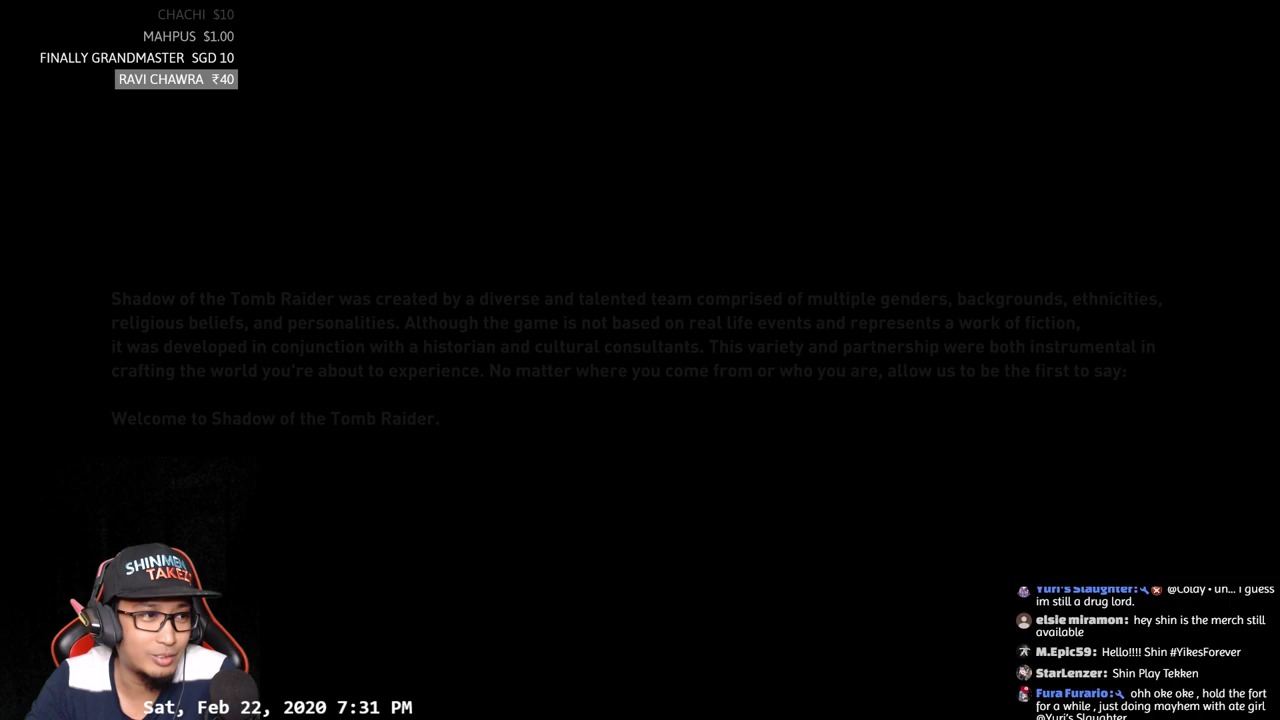 CHACHI $10
MAHPUS $1.00
FINALLY GRANDMASTER SGD 10
RAVI CHAWRA ₹40
Shadow of the Tomb Raider was created by a diverse and talented team comprised of multiple genders, backgrounds, ethnicities,
religious beliefs, and personalities. Although the game is not based on real life events and represents a work of fiction,
it was developed in conjunction with a historian and cultural consultants. This variety and partnership were both instrumental in
crafting the world you're about to experience. No matter where you come from or who you are, allow us to be the first to say:
Welcome to Shadow of the Tomb Raider.
SHINMEN
TAKEZ
Yuri's Slaughter: @Colay • un... i guess
im still a drug lord.
elsie miramon: hey shin is the merch still
available
M.Epic59: Hello!!!! Shin #YikesForever
StarLenzer: Shin Play Tekken
Fura Furario: ohh oke oke , hold the fort
for a while , just doing mayhem with ate girl
@Yuri's Slaughter
Sat, Feb 22, 2020 7:31 PM